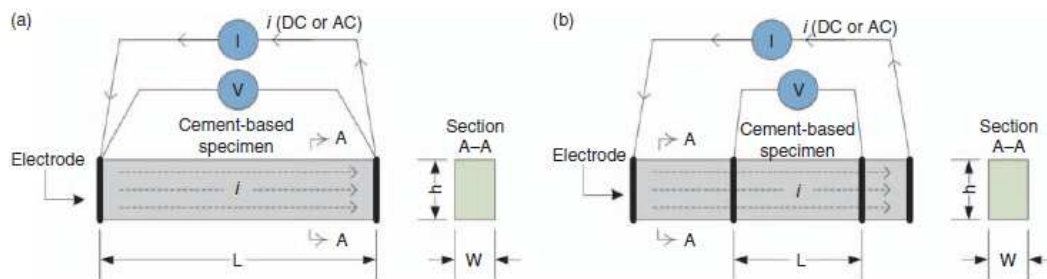 (a)
i (DC or AC)
I
V
Cement-based
specimen
A
Section
A–A
Electrode
i
h
A
L
W
(b)
i (DC or AC)
I
V
A
Cement-based
specimen
Section
A–A
Electrode
i
h
A
L
W